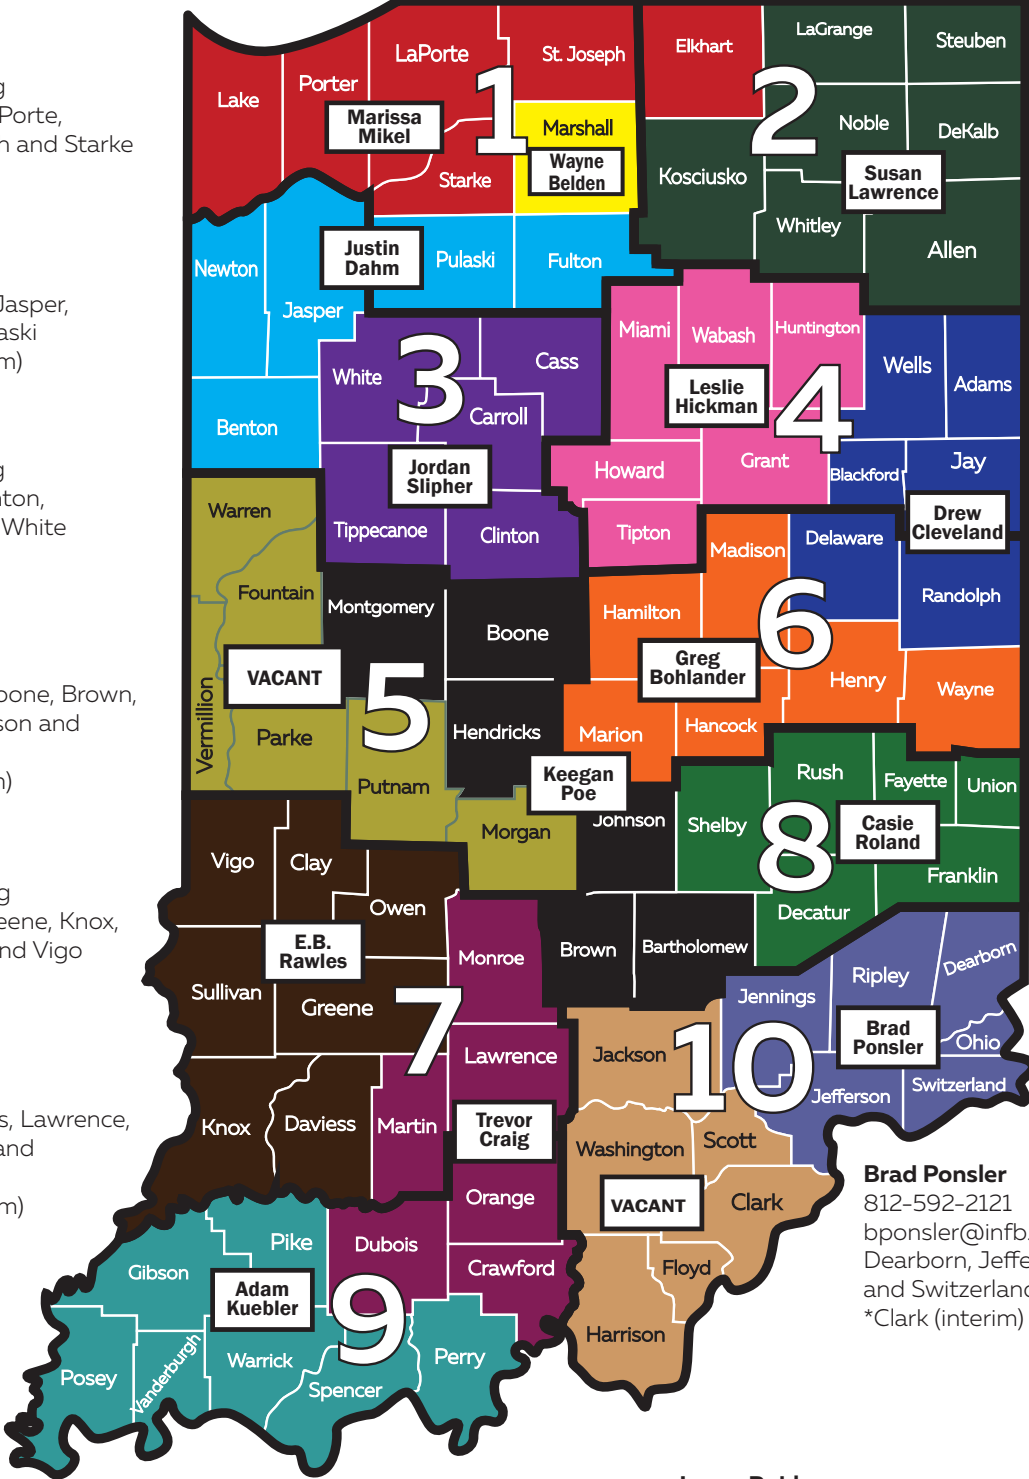 Porte,
and Starke
Jasper,
Brown,
and
Knox,
Vigo
Lawrence,
and
Lake
Porter
LaPorte
St. Joseph
Elkhart
LaGrange
Steuben
1
2
Marissa
Mikel
Marshall
Wayne
Belden
Starke
Noble
DeKalb
Kosciusko
Susan
Lawrence
Whitley
Allen
Newton
Justin
Dahm
Pulaski
Fulton
Jasper
Benton
3
White
Cass
Carroll
Jordan
Slipher
Tippecanoe
Clinton
Miami
Wabash
Huntington
Leslie
Hickman
4
Howard
Grant
Tipton
Wells
Adams
Blackford
Jay
Drew
Cleveland
Delaware
Randolph
Warren
Fountain
Vermillion
VACANT
Parke
Putnam
Morgan
Montgomery
Boone
5
Hendricks
Keegan
Poe
Johnson
Brown
Bartholomew
Madison
Hamilton
6
Greg
Bohlander
Henry
Wayne
Marion
Hancock
Rush
Fayette
Union
Shelby
8
Casie
Roland
Franklin
Decatur
Vigo
Clay
Owen
E.B.
Rawles
Sullivan
Greene
7
Knox
Daviess
Monroe
Lawrence
Martin
Trevor
Craig
Orange
Dubois
Crawford
Jennings
Ripley
Dearborn
Brad
Ponsler
Ohio
Jefferson
Switzerland
Jackson
10
Washington
Scott
VACANT
Clark
Floyd
Harrison
Pike
Gibson
Adam
Kuebler
9
Posey
Vanderburgh
Warrick
Spencer
Perry
Brad Ponsler
812-592-2121
bponsler@infb.
Dearborn, Jeffe
and Switzerland
*Clark (interim)